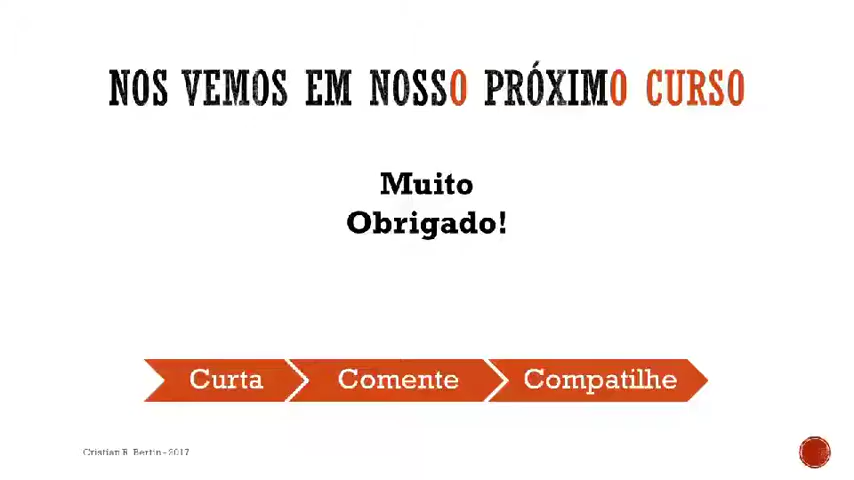 NOS VEMOS EM NOSSO PRÓXIMO CURSO
Muito
Obrigado!
Curta Comente Compatilhe
Cristian R. Bertin - 2017